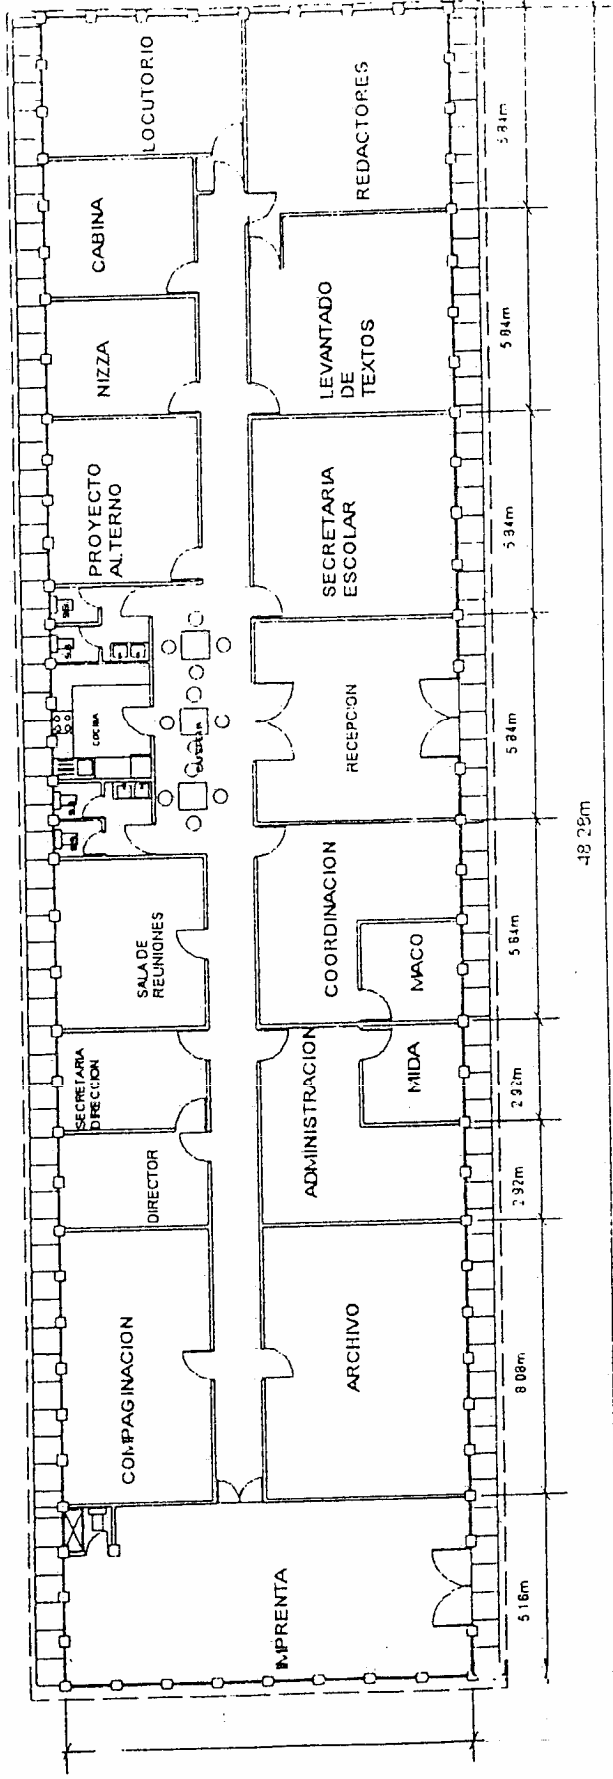 LOCUTORIO
REDACTORES
CABINA
NIZZA
LEVANTADO
DE
TEXTOS
PROYECTO
ALTERNO
SECRETARIA
ESCOLAR
COCINA
RECEPCION
SALA DE
REUNIONES
COORDINACION
MACO
SECRETARIA
DIRECCION
MIDA
ADMINISTRACION
DIRECTOR
COMPAGINACION
ARCHIVO
IMPRENTA
5.84m
5.84m
5.84m
5.84m
5.84m
2.92m
2.92m
8.08m
5.16m
48.28m